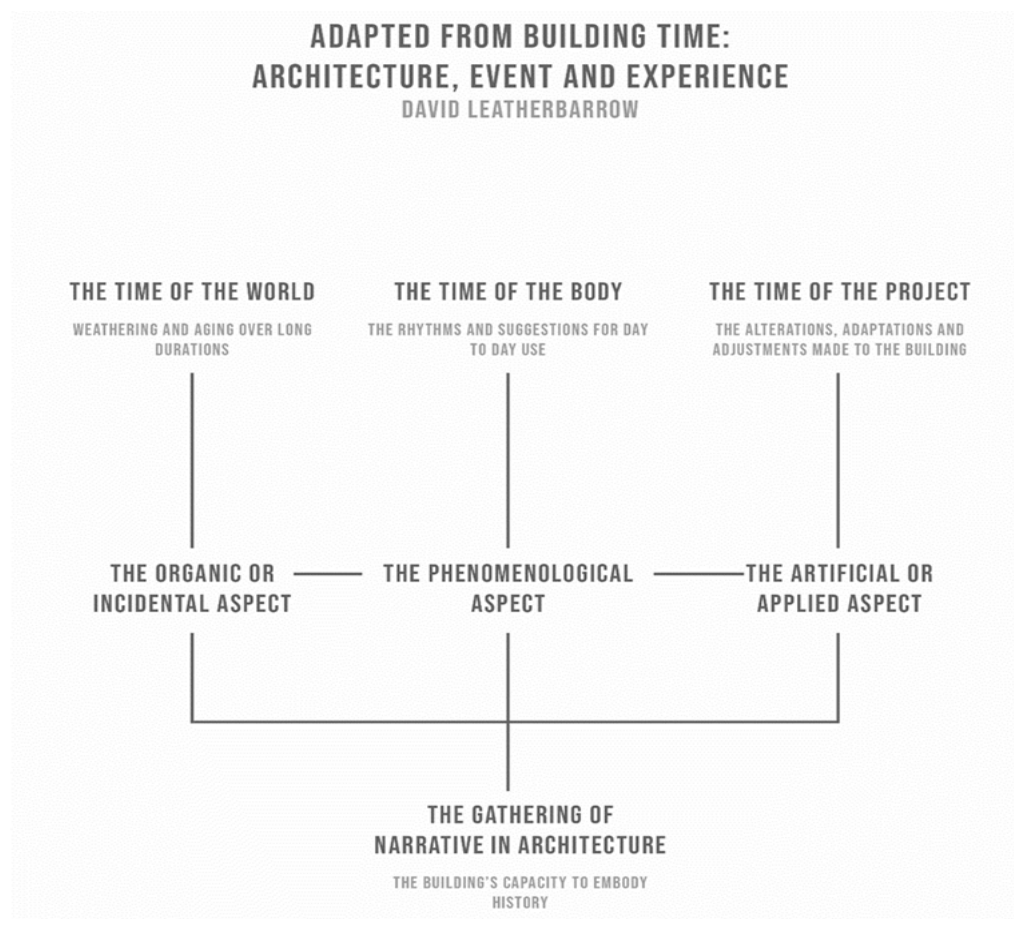 ADAPTED FROM BUILDING TIME:
ARCHITECTURE, EVENT AND EXPERIENCE
DAVID LEATHERBARROW
THE TIME OF THE WORLD
WEATHERING AND AGING OVER LONG
DURATIONS
THE TIME OF THE BODY
THE RHYTHMS AND SUGGESTIONS FOR DAY
TO DAY USE
THE TIME OF THE PROJECT
THE ALTERATIONS, ADAPTATIONS AND
ADJUSTMENTS MADE TO THE BUILDING
THE ORGANIC OR
INCIDENTAL ASPECT
THE PHENOMENOLOGICAL
ASPECT
THE ARTIFICIAL OR
APPLIED ASPECT
THE GATHERING OF
NARRATIVE IN ARCHITECTURE
THE BUILDING'S CAPACITY TO EMBODY
HISTORY